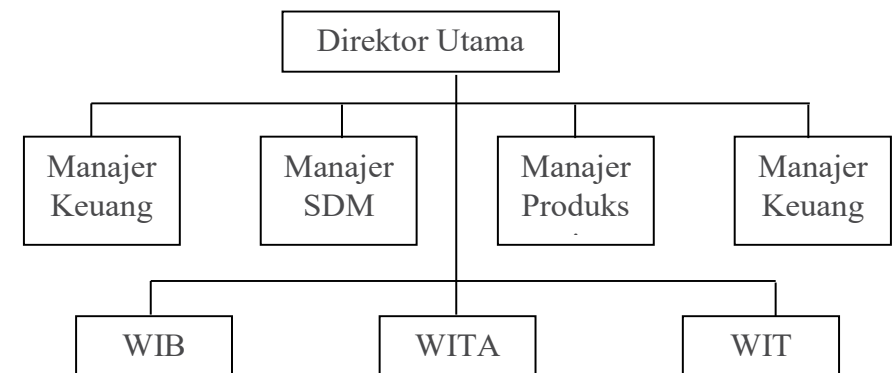 Direktor Utama
Manajer
Keuang
Manajer
SDM
Manajer
Produks
Manajer
Keuang
WIB
WITA
WIT